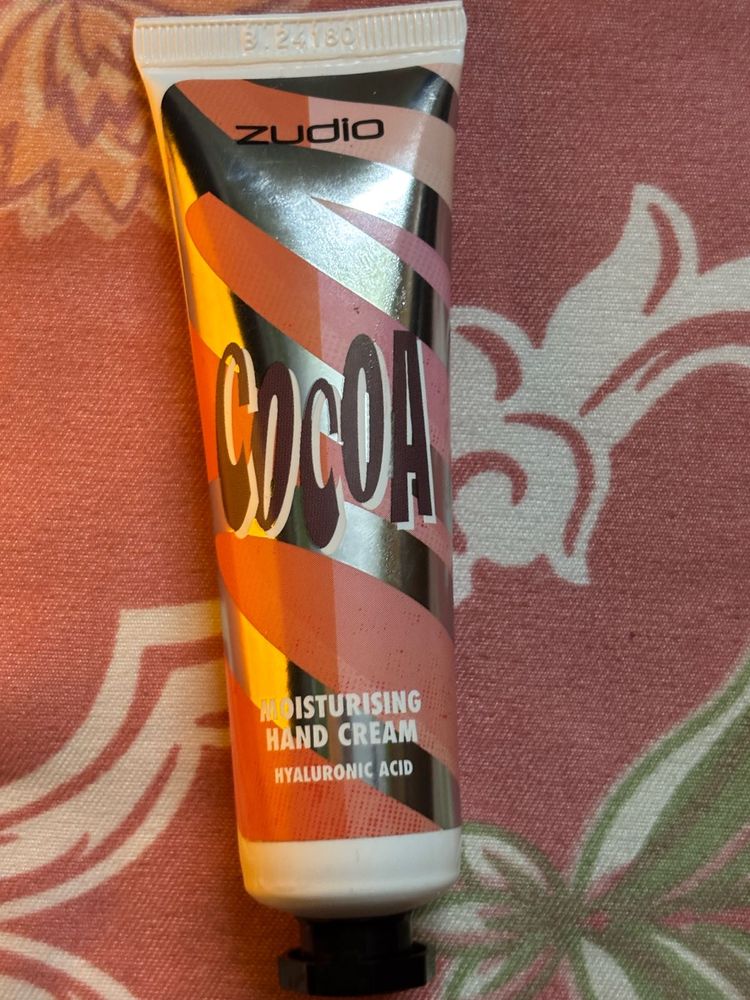 B.24180
zudio
COCOA
MOISTURISING
HAND CREAM
HYALURONIC ACID